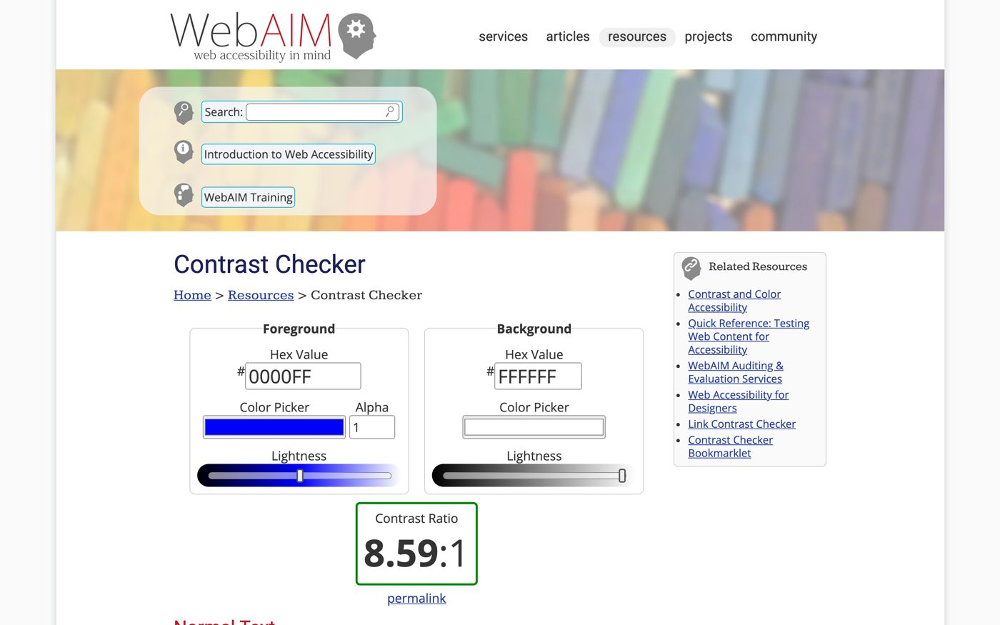 WebAIM
web accessibility in mind
services articles resources projects community
Search:
Introduction to Web Accessibility
WebAIM Training
Contrast Checker
Home > Resources > Contrast Checker
Foreground
Hex Value
#0000FF
Color Picker Alpha
1
Lightness
Background
Hex Value
#FFFFFF
Color Picker
Lightness
Contrast Ratio
8.59:1
permalink
Normal Text
Related Resources
Contrast and Color
Accessibility
Quick Reference: Testing
Web Content for
Accessibility
WebAIM Auditing &
Evaluation Services
Web Accessibility for
Designers
Link Contrast Checker
Contrast Checker
Bookmarklet